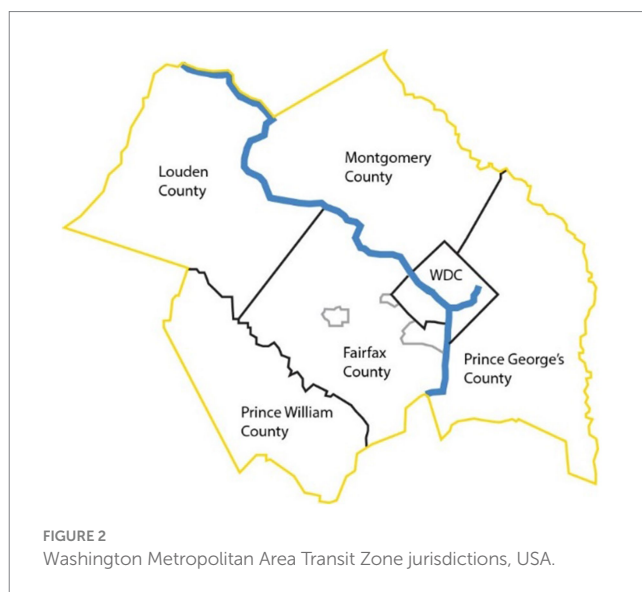 Montgomery
County
Louden
County
WDC
Fairfax
County
Prince George's
County
Prince William
County
FIGURE 2
Washington Metropolitan Area Transit Zone jurisdictions, USA.